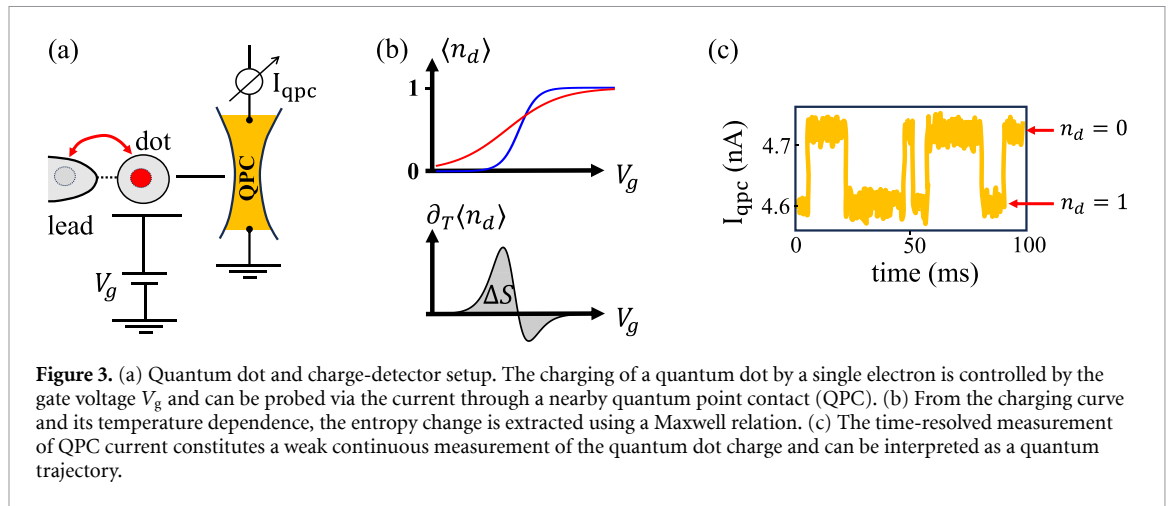 (a)
I_qpc
dot
QPC
lead
V_g
(b)
⟨n_d⟩
1
0
V_g
∂_T⟨n_d⟩
ΔS
V_g
(c)
I_qpc (nA)
4.7
4.6
0
50
100
time (ms)
n_d = 0
n_d = 1
Figure 3. (a) Quantum dot and charge-detector setup. The charging of a quantum dot by a single electron is controlled by the
gate voltage V_g and can be probed via the current through a nearby quantum point contact (QPC). (b) From the charging curve
and its temperature dependence, the entropy change is extracted using a Maxwell relation. (c) The time-resolved measurement
of QPC current constitutes a weak continuous measurement of the quantum dot charge and can be interpreted as a quantum
trajectory.